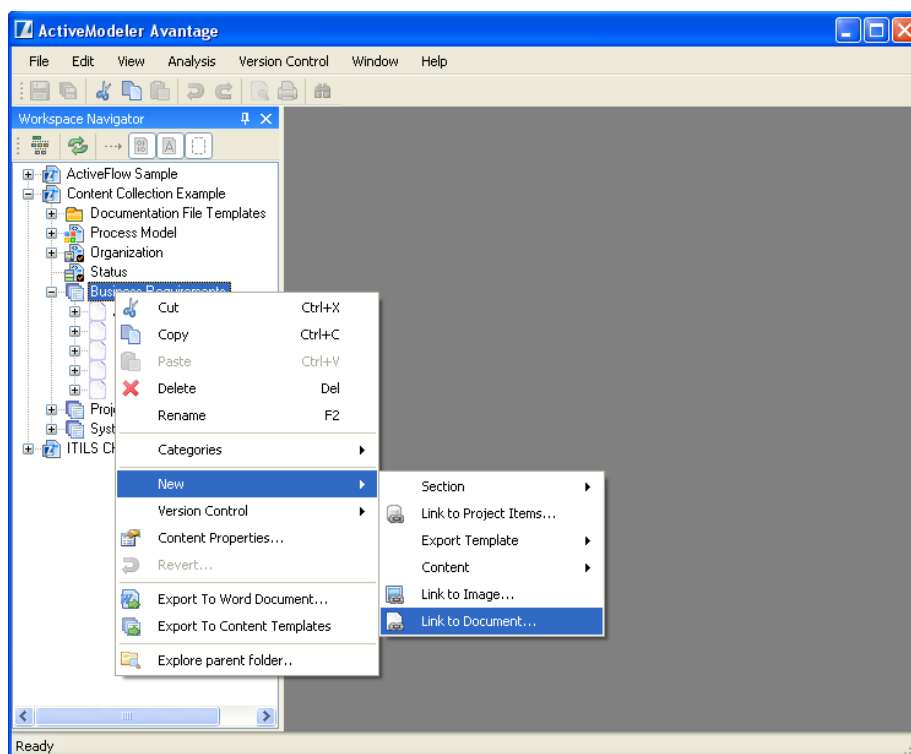 ActiveModeler Avantage
File Edit View Analysis Version Control Window Help
Workspace Navigator
ActiveFlow Sample
Content Collection Example
Documentation File Templates
Process Model
Organization
Status
Business Requirements
Cut Ctrl+X
Copy Ctrl+C
Paste Ctrl+V
Delete Del
Rename F2
Proj
Syst
Categories
ITILS
New
Section
Version Control
Link to Project Items...
Content Properties...
Export Template
Revert...
Content
Export To Word Document...
Link to Image...
Export To Content Templates
Link to Document...
Explore parent folder..
Ready